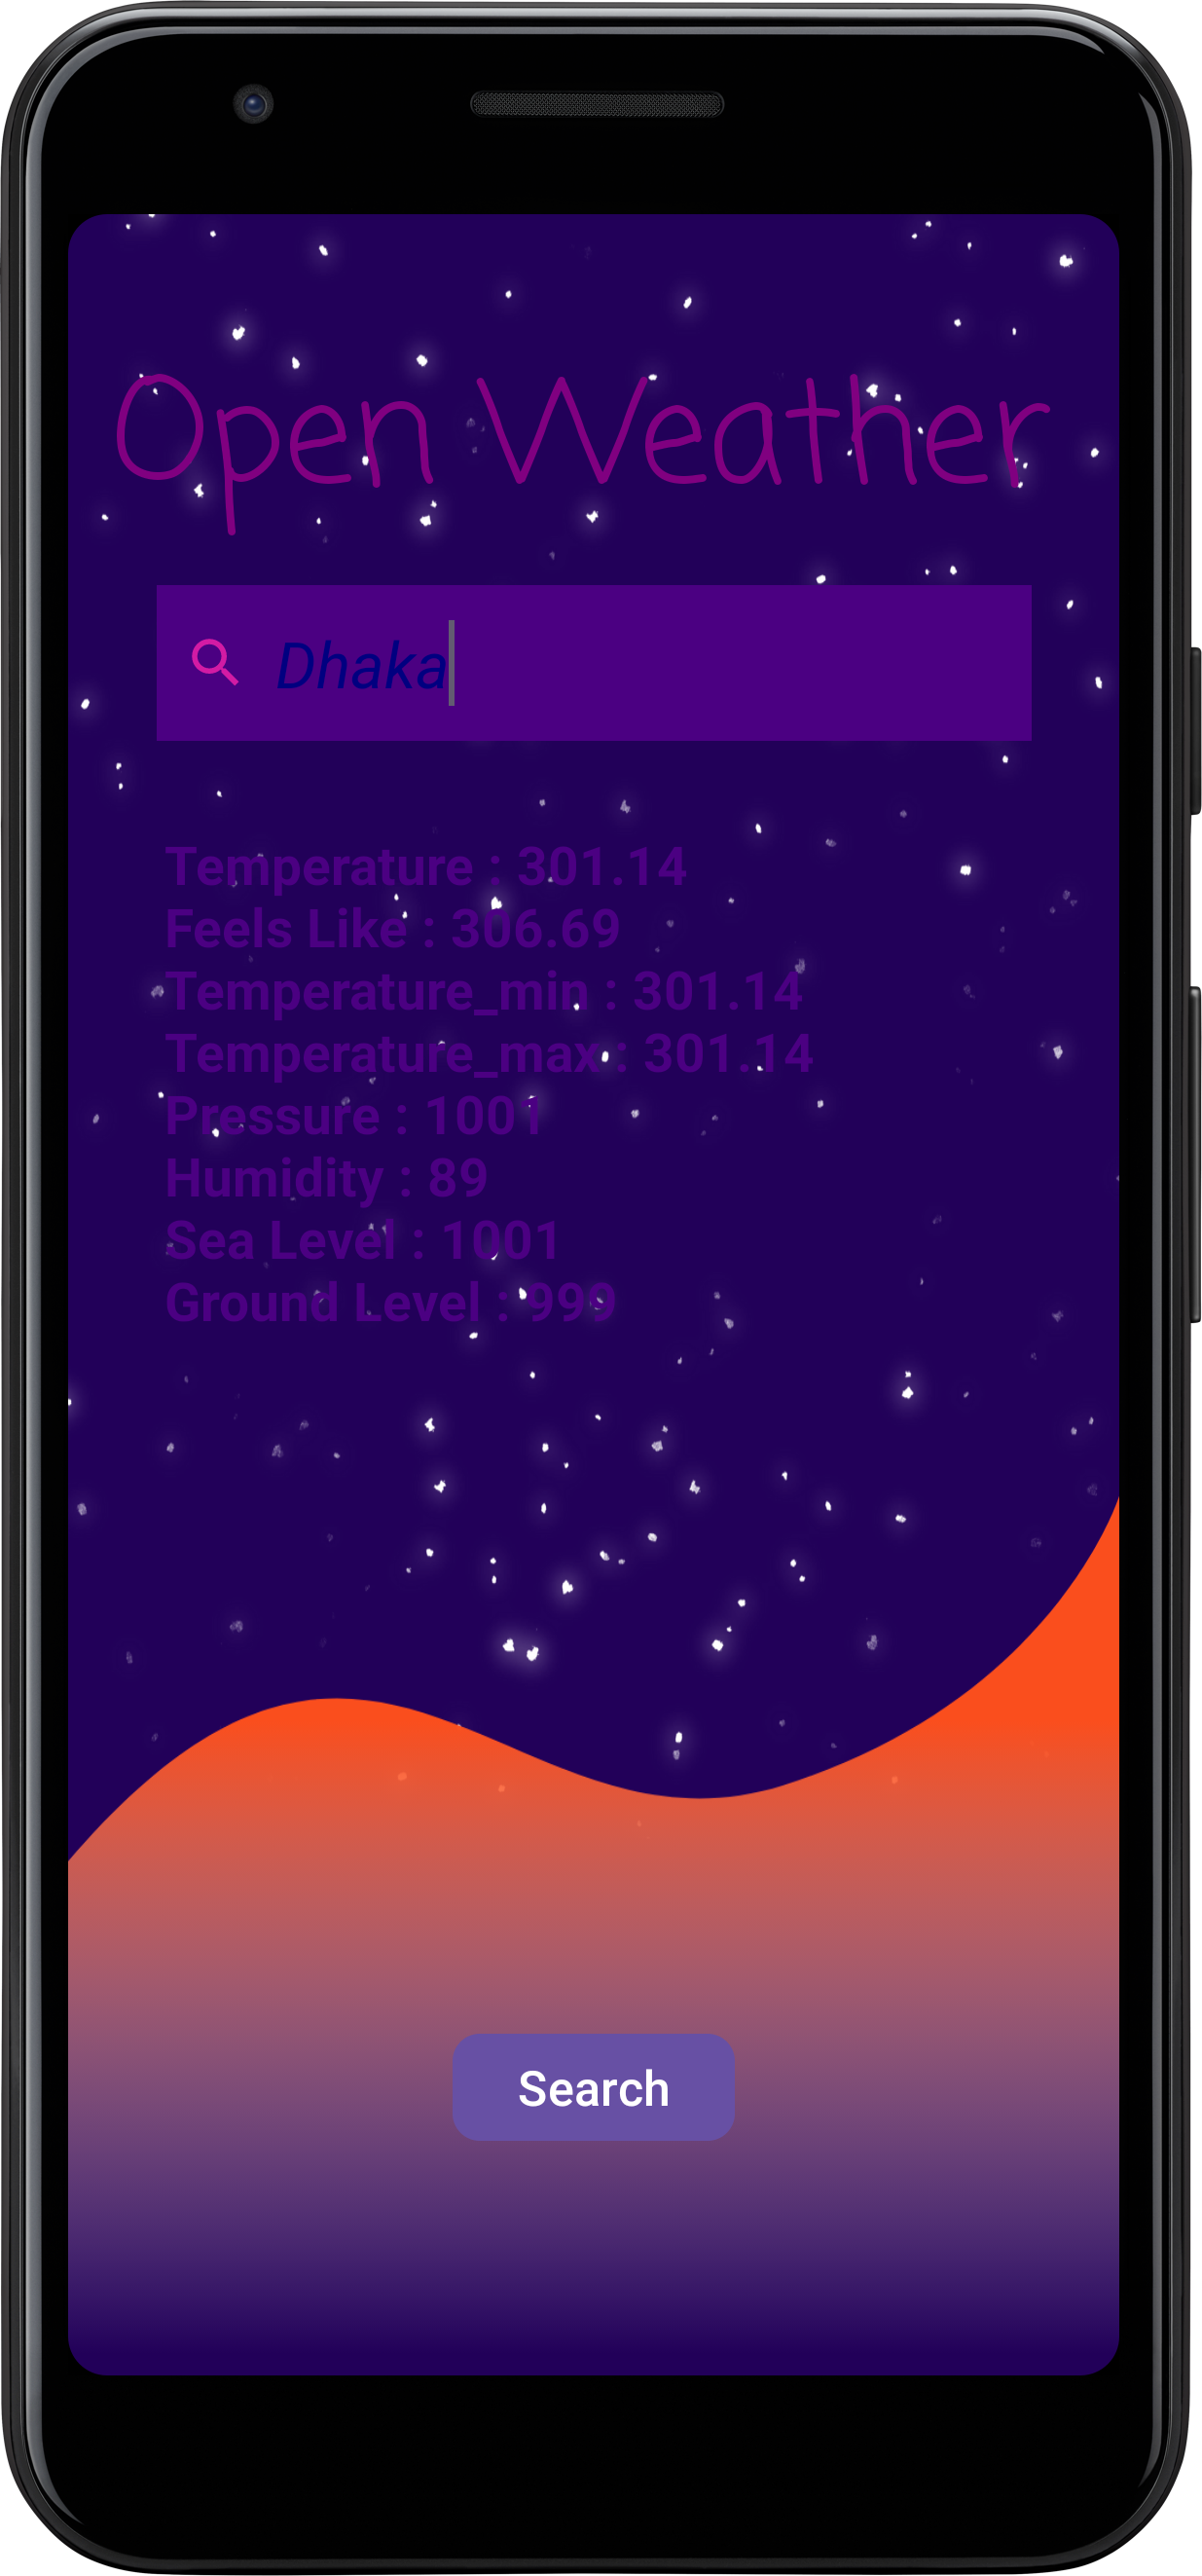 Open Weather
Dhaka
Temperature : 301.14
Feels Like : 306.69
Temperature_min : 301.14
Temperature_max : 301.14
Pressure : 1001
Humidity : 89
Sea Level : 1001
Ground Level : 999
Search